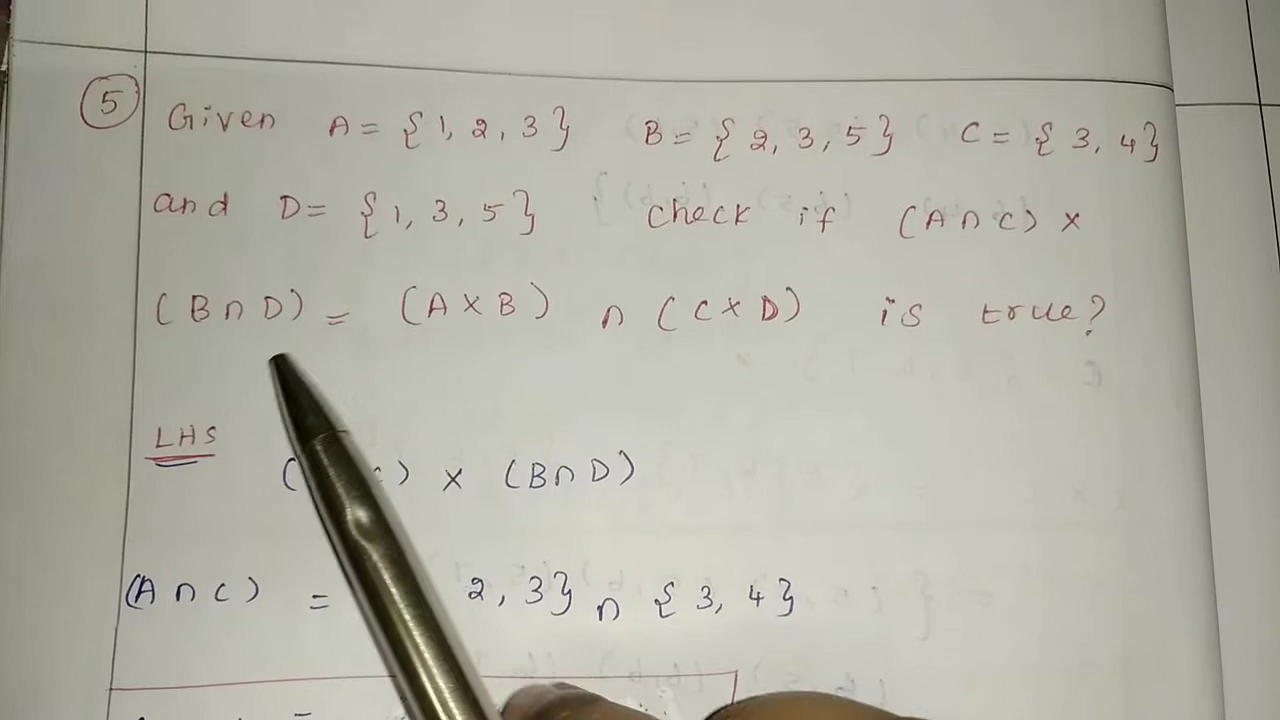 5 Given A = {1, 2, 3} B = {2, 3, 5} C = {3, 4}
and D = {1, 3, 5} check if (A ∩ C) ×
(B ∩ D) = (A × B) ∩ (C × D) is true?
LHS
( ) × (B ∩ D)
(A ∩ C) = 2, 3} ∩ {3, 4}